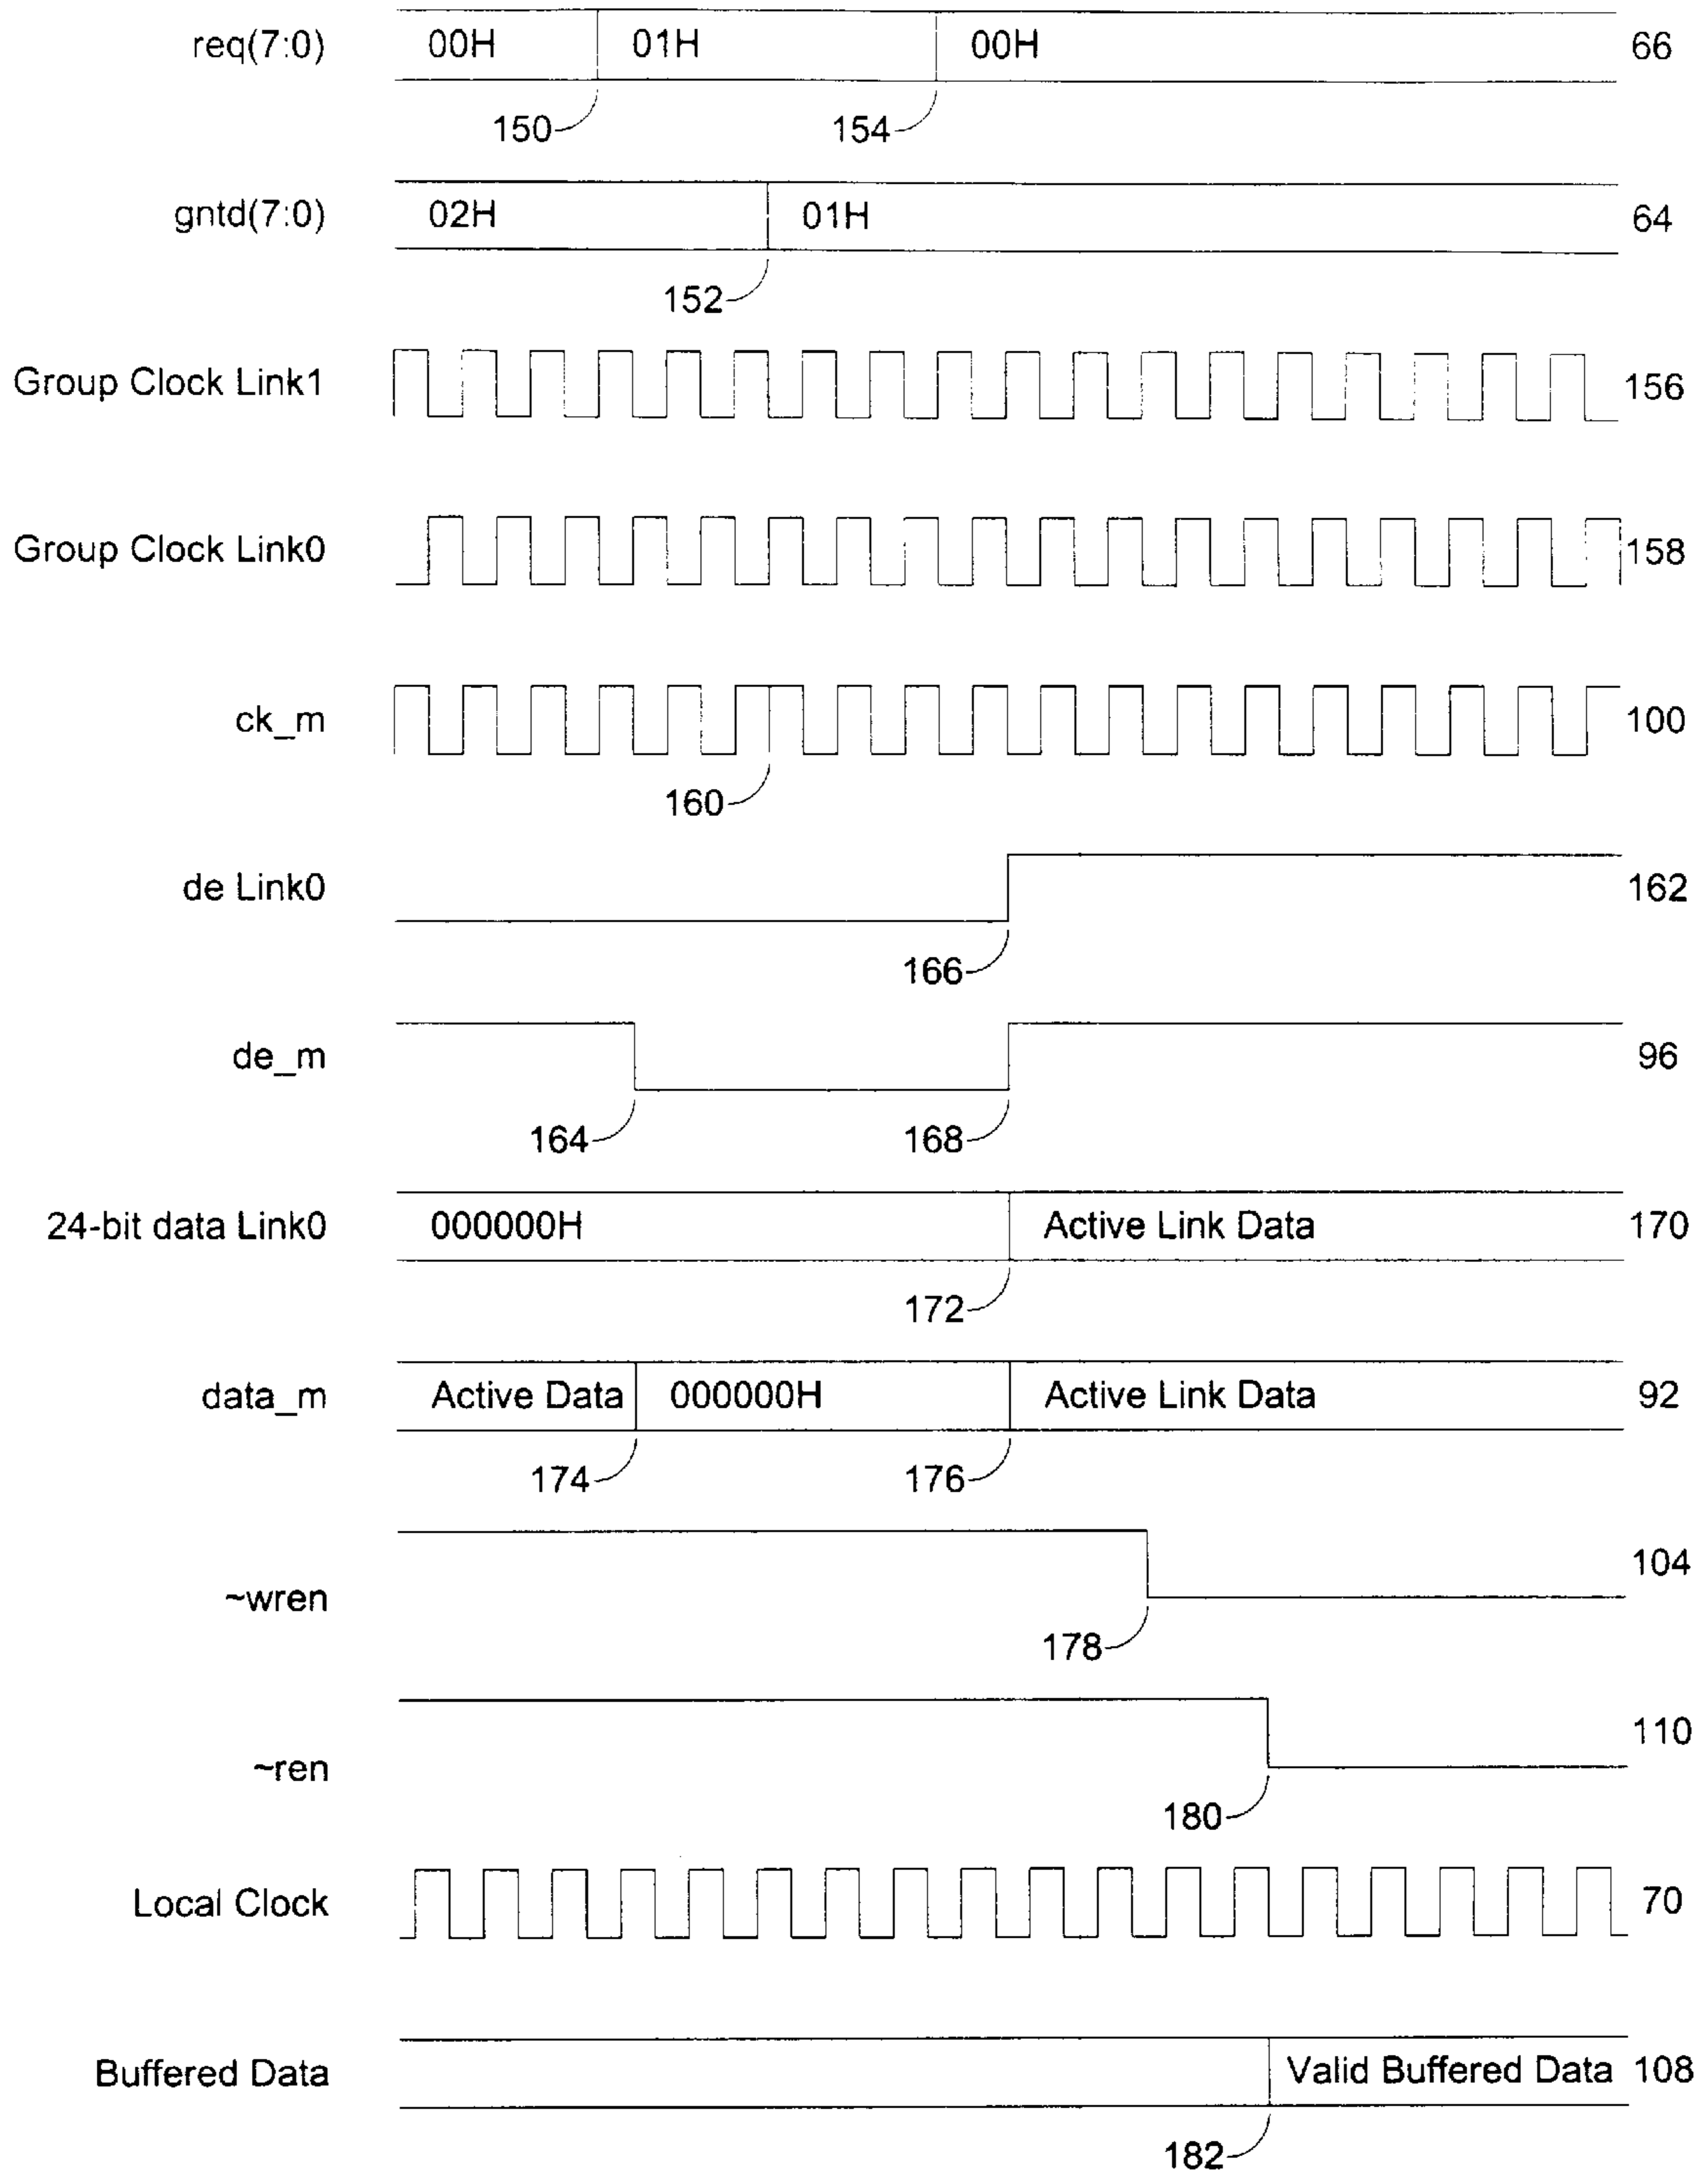 req(7:0) 00H 01H 00H 66
150 154
gntd(7:0) 02H 01H 64
152
Group Clock Link1 156
Group Clock Link0 158
ck_m 100
160
de Link0 162
166
de_m 96
164 168
24-bit data Link0 000000H Active Link Data 170
172
data_m Active Data 000000H Active Link Data 92
174 176
~wren 104
178
~ren 110
180
Local Clock 70
Buffered Data Valid Buffered Data 108
182